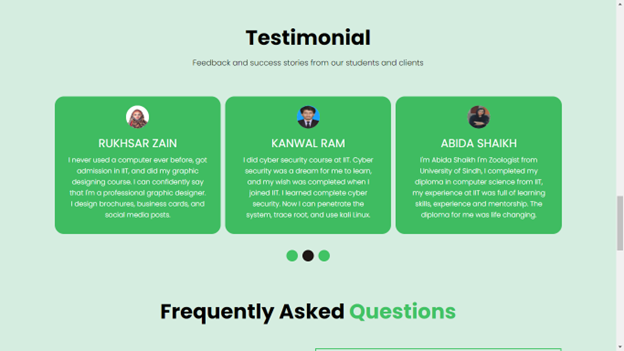 Testimonial
Feedback and success stories from our students and clients
RUKHSAR ZAIN
I never used a computer ever before, got
admission in IIT, and did my graphic
designing course. I can confidently say
that I'm a professional graphic designer.
I design brochures, business cards, and
social media posts.
KANWAL RAM
I did cyber security course at IIT. Cyber
security was a dream for me to learn,
and my wish was completed when I
joined IIT. I learned complete cyber
security. Now I can penetrate the
system, trace root, and use kali Linux.
ABIDA SHAIKH
I'm Abida Shaikh I'm Zoologist from
University of Sindh, I completed my
diploma in computer science from IIT,
my experience at IIT was full of learning
skills, experience and mentorship. The
diploma for me was life changing.
Frequently Asked Questions